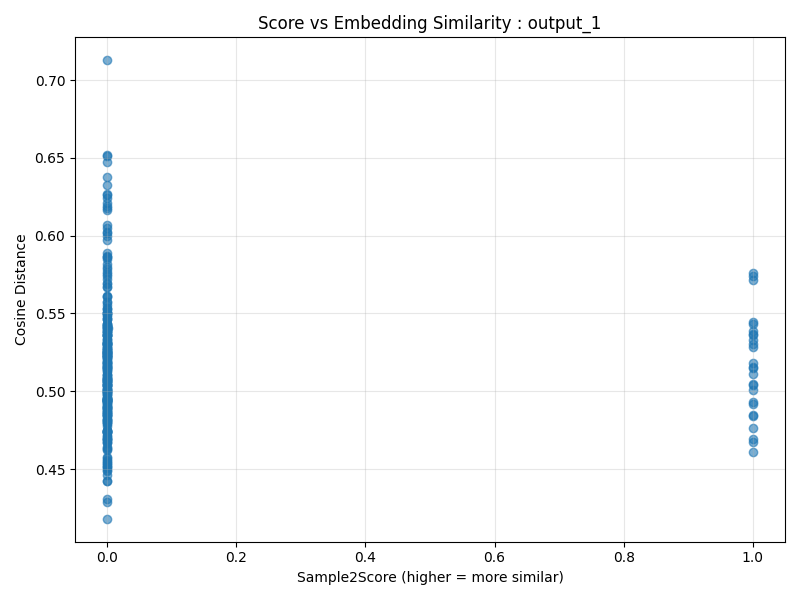 Score vs Embedding Similarity : output_1
Cosine Distance
0.70
0.65
0.60
0.55
0.50
0.45
0.0 0.2 0.4 0.6 0.8 1.0
Sample2Score (higher = more similar)